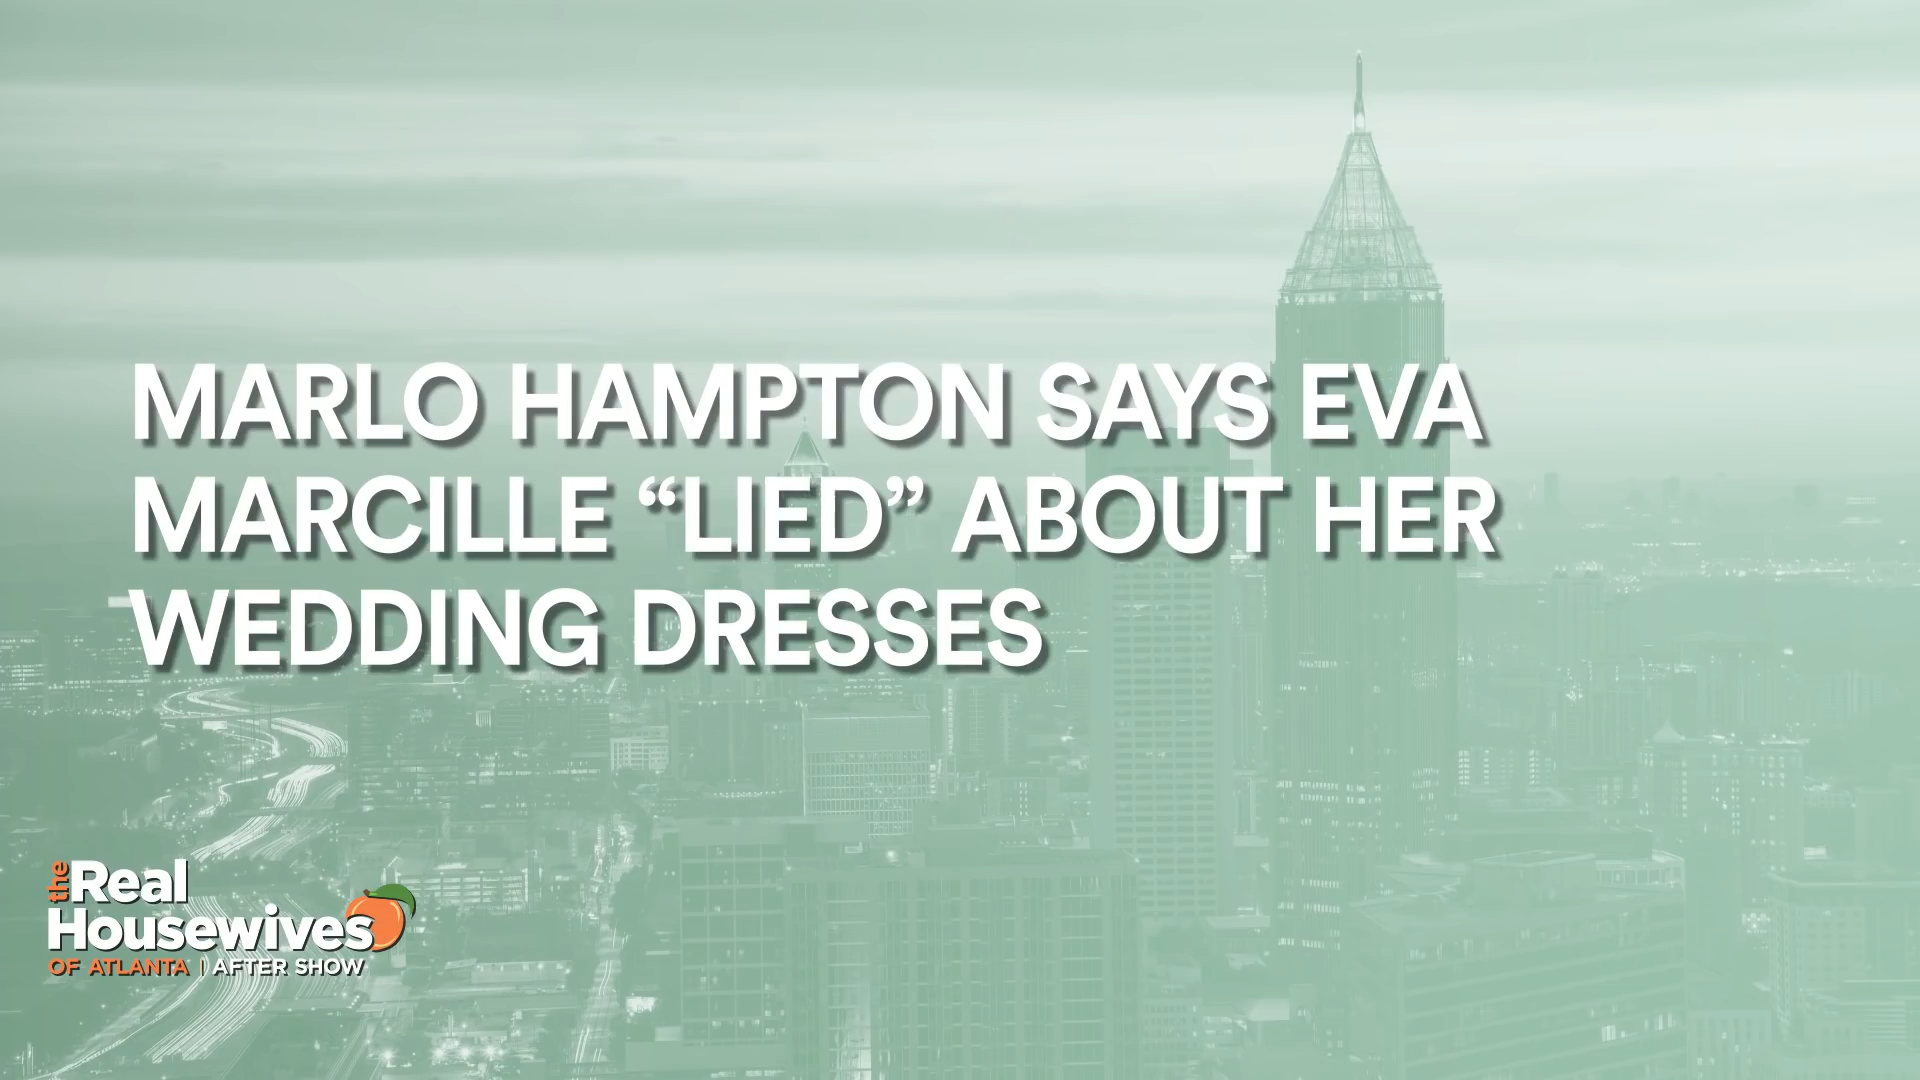 MARLO HAMPTON SAYS EVA
MARCILLE “LIED” ABOUT HER
WEDDING DRESSES
the Real
Housewives
OF ATLANTA | AFTER SHOW